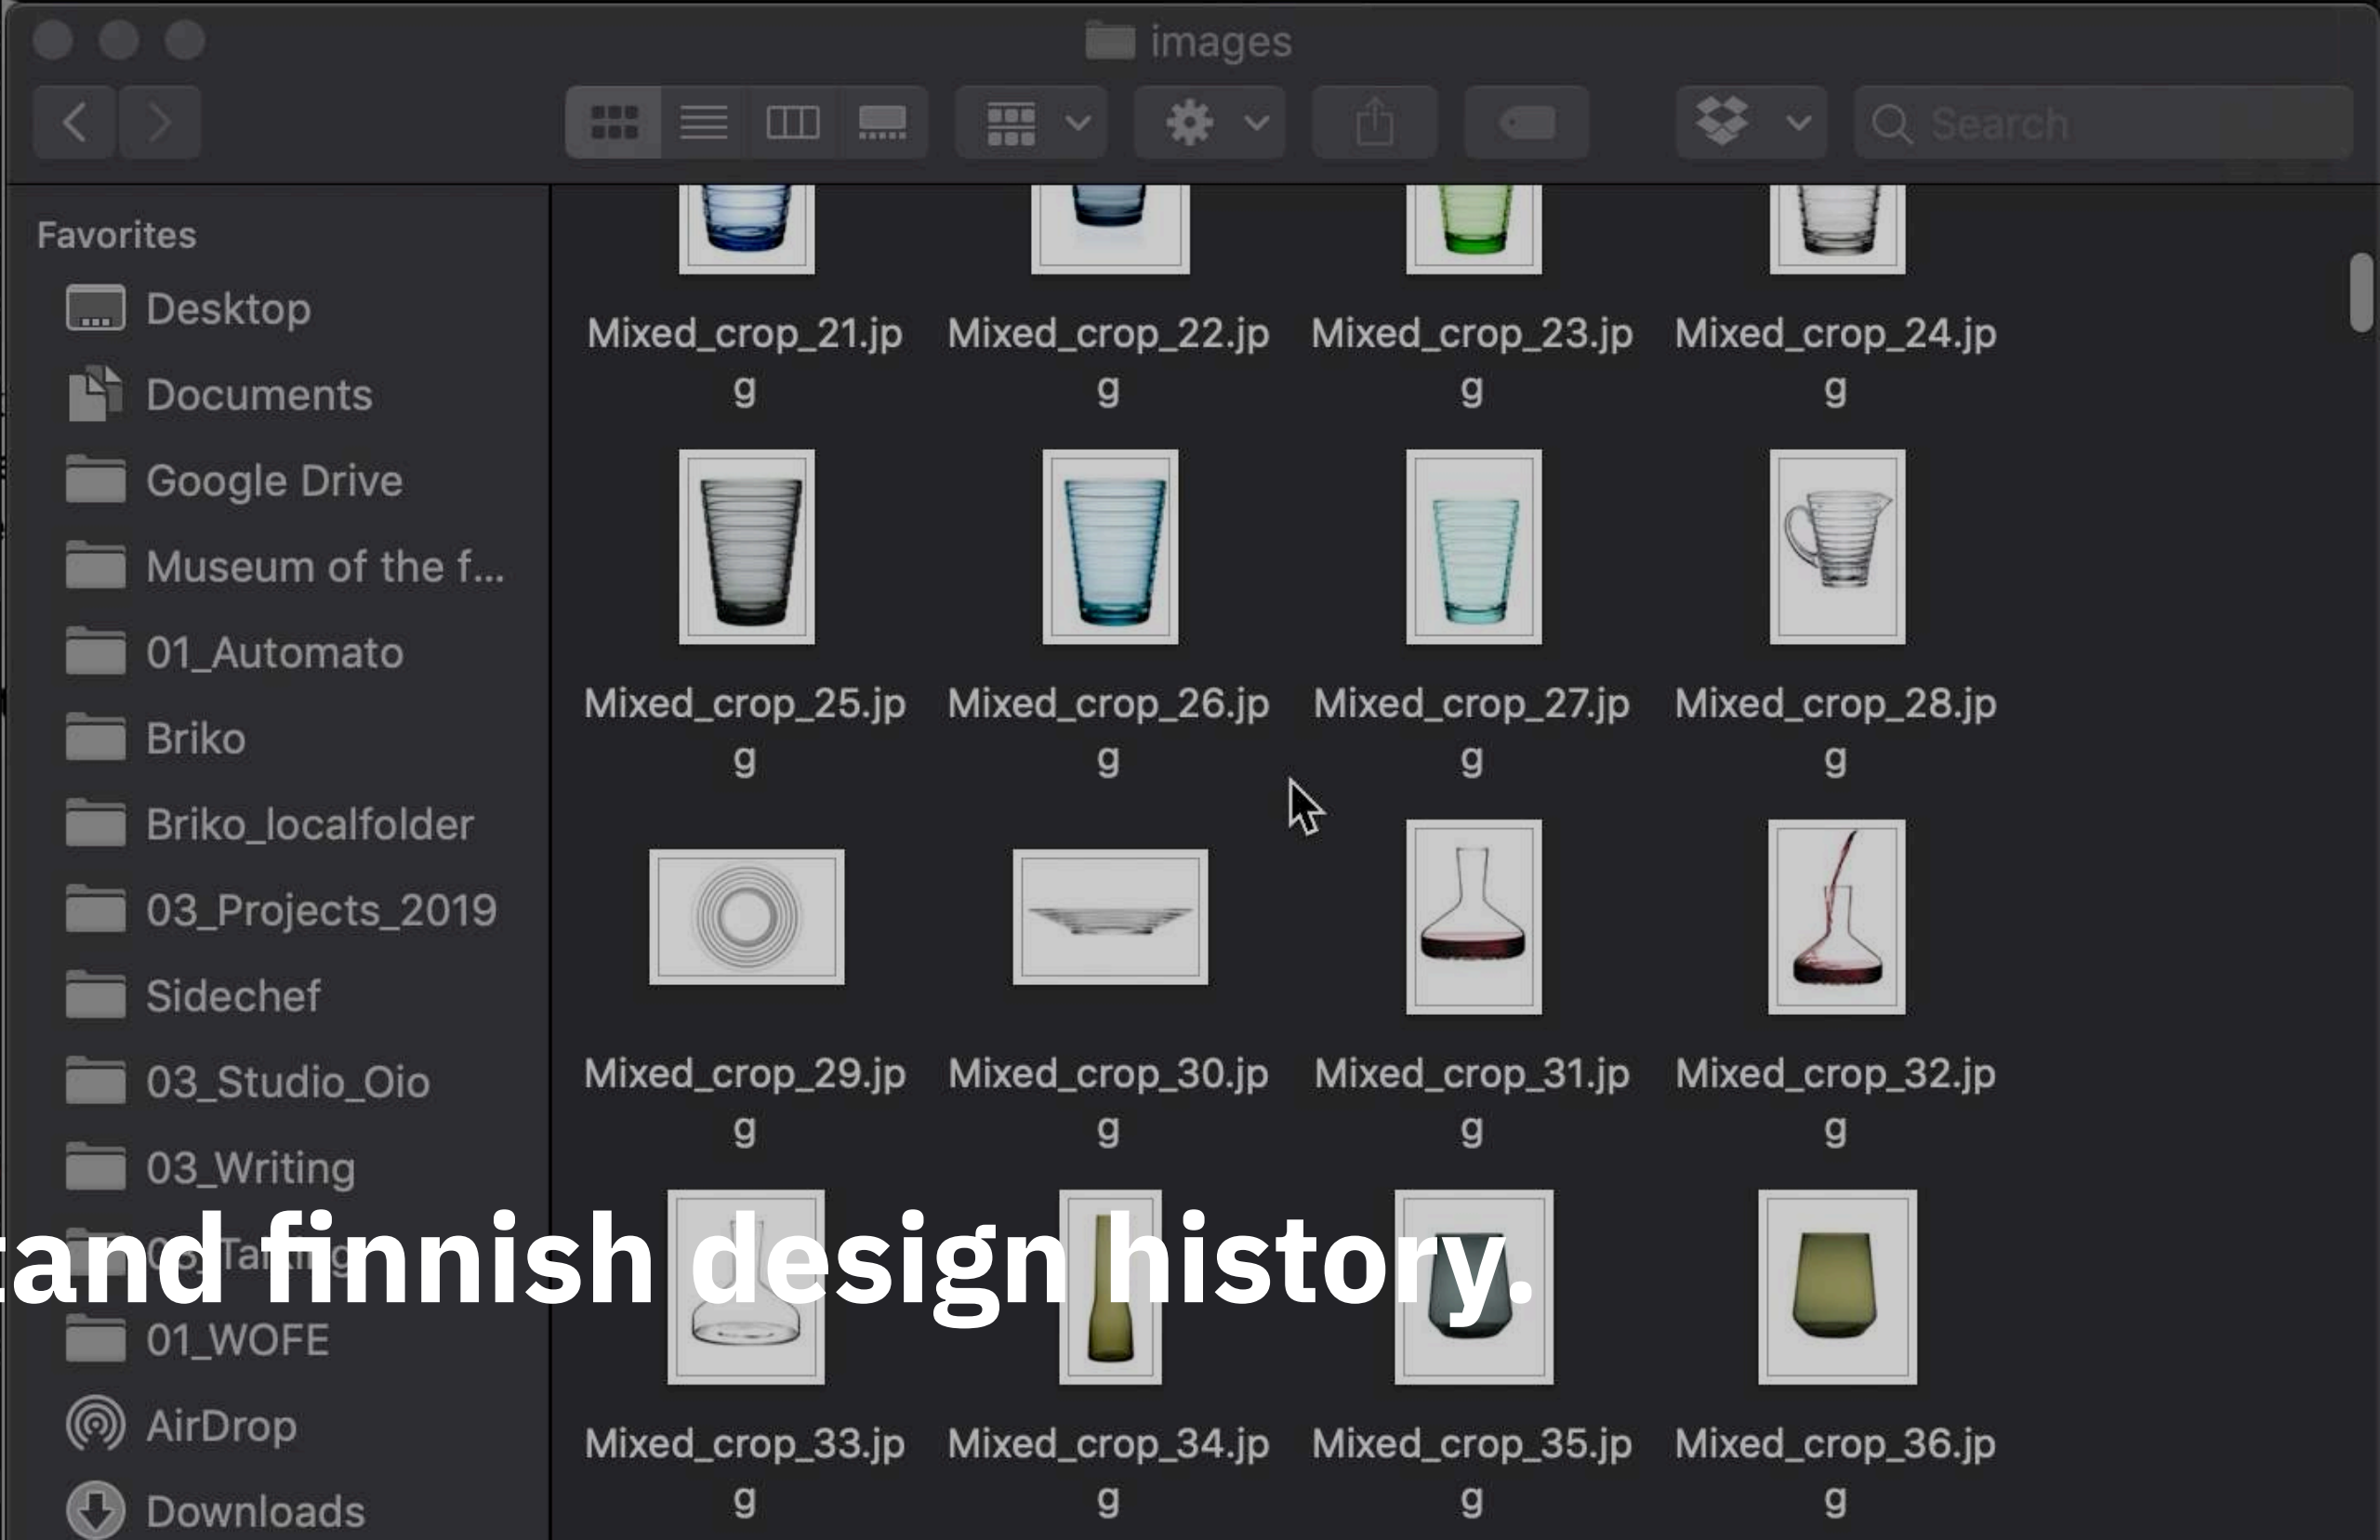 images
Search
Favorites
Desktop
Documents
Google Drive
Museum of the f...
01_Automato
Briko
Briko_localfolder
03_Projects_2019
Sidechef
03_Studio_Oio
03_Writing
01_WOFE
AirDrop
Downloads
Mixed_crop_21.jp
g
Mixed_crop_22.jp
g
Mixed_crop_23.jp
g
Mixed_crop_24.jp
g
Mixed_crop_25.jp
g
Mixed_crop_26.jp
g
Mixed_crop_27.jp
g
Mixed_crop_28.jp
g
Mixed_crop_29.jp
g
Mixed_crop_30.jp
g
Mixed_crop_31.jp
g
Mixed_crop_32.jp
g
Mixed_crop_33.jp
g
Mixed_crop_34.jp
g
Mixed_crop_35.jp
g
Mixed_crop_36.jp
g
tand finnish design history.